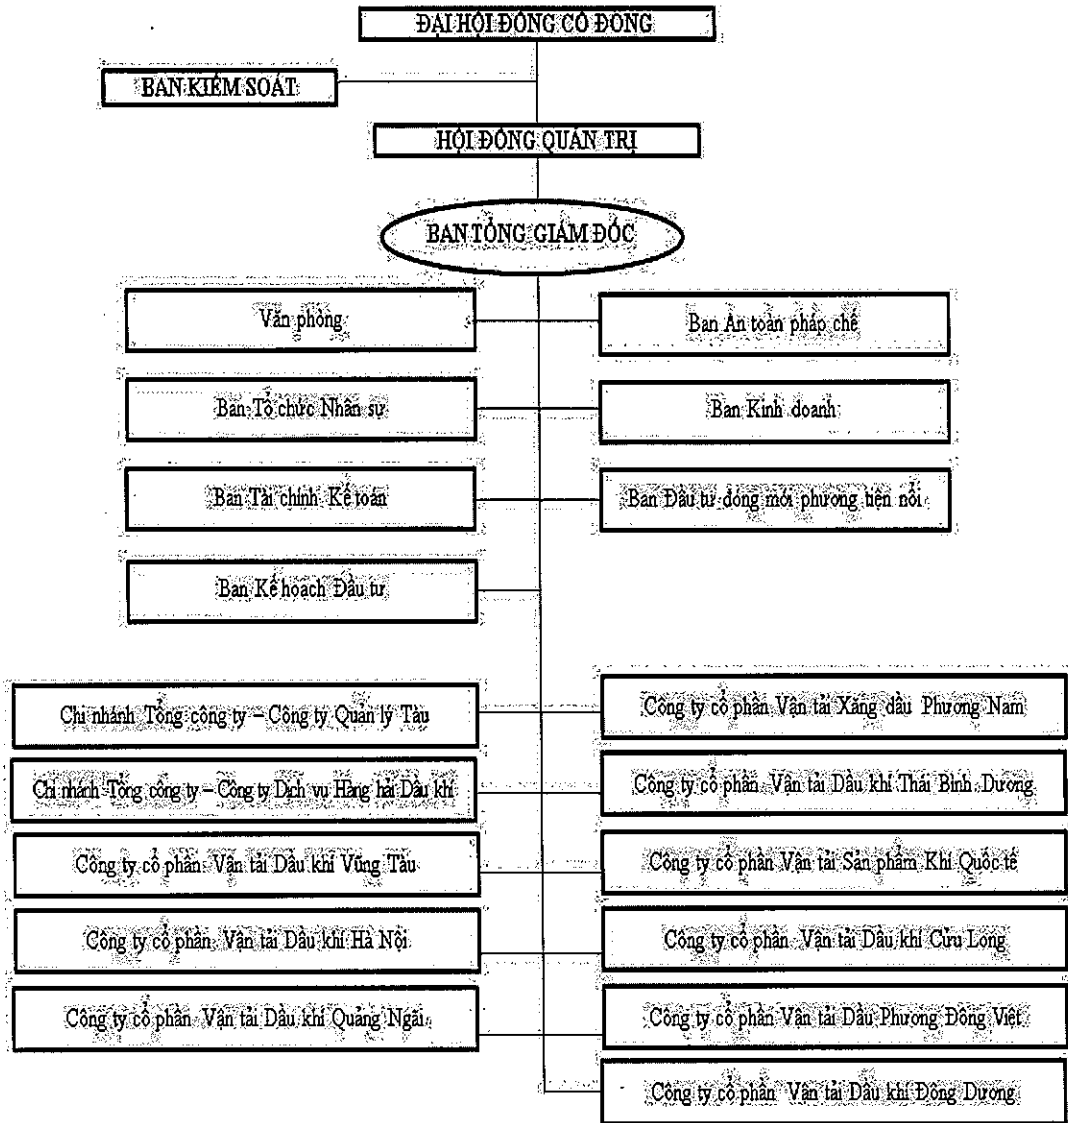 ĐẠI HỘI ĐỒNG CỔ ĐÔNG
BAN KIỂM SOÁT
HỘI ĐỒNG QUẢN TRỊ
BAN TỔNG GIÁM ĐỐC
Văn phòng
Ban An toàn pháp chế
Ban Tổ chức Nhân sự
Ban Kinh doanh
Ban Tài chính Kế toán
Ban Đầu tư đóng mới phương tiện nổi
Ban Kế hoạch Đầu tư
Chi nhánh Tổng công ty – Công ty Quản lý Tàu
Công ty cổ phần Vận tải Xăng dầu Phương Nam
Chi nhánh Tổng công ty – Công ty Dịch vụ Hàng hải Dầu khí
Công ty cổ phần Vận tải Dầu khí Thái Bình Dương
Công ty cổ phần Vận tải Dầu khí Vũng Tàu
Công ty cổ phần Vận tải Sản phẩm Khí Quốc tế
Công ty cổ phần Vận tải Dầu khí Hà Nội
Công ty cổ phần Vận tải Dầu khí Cửu Long
Công ty cổ phần Vận tải Dầu khí Quảng Ngãi
Công ty cổ phần Vận tải Dầu Phương Đông Việt
Công ty cổ phần Vận tải Dầu khí Đông Dương